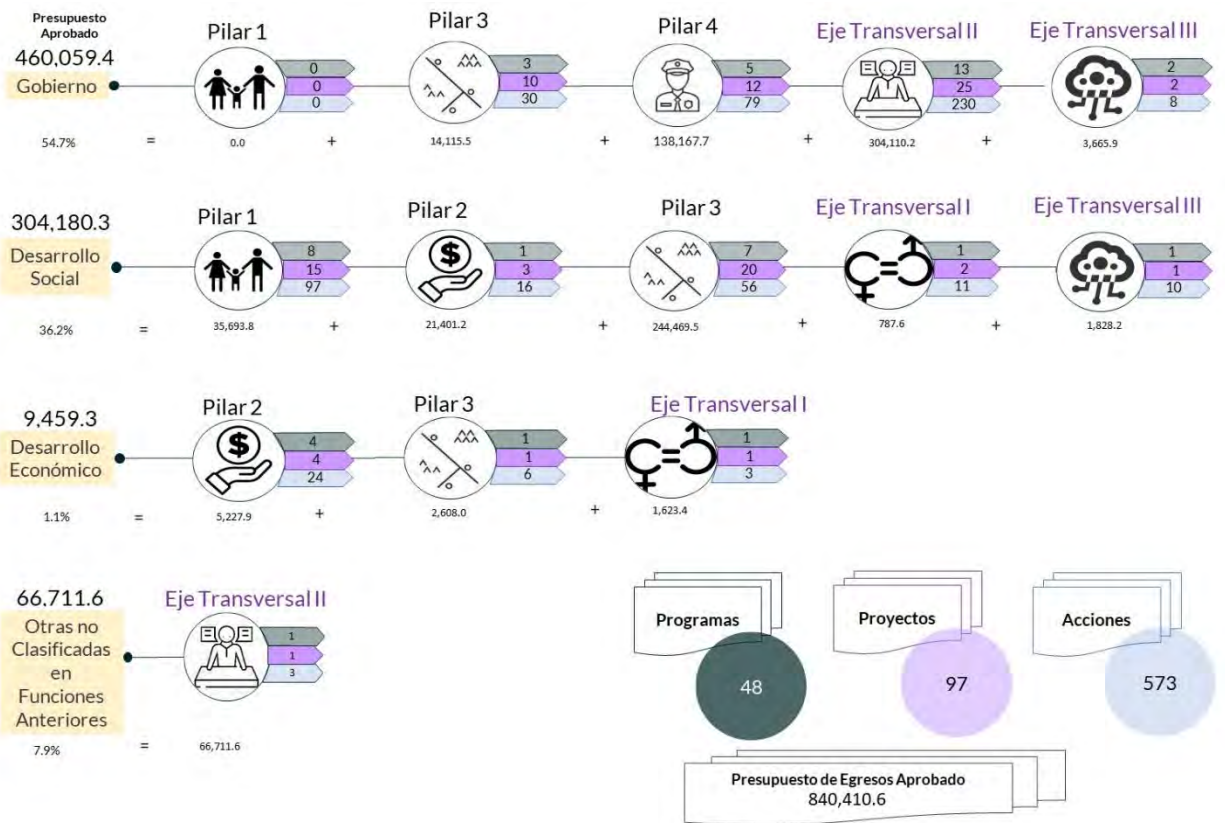 Presupuesto
Aprobado
460,059.4
Gobierno
54.7%
=
Pilar 1
0
0
0
0.0
+
Pilar 3
3
10
30
14,115.5
+
Pilar 4
5
12
79
138,167.7
+
Eje Transversal II
13
25
230
304,110.2
+
Eje Transversal III
2
2
8
3,665.9
304,180.3
Desarrollo
Social
36.2%
=
Pilar 1
8
15
97
35,693.8
+
Pilar 2
$
1
3
16
21,401.2
+
Pilar 3
7
20
56
244,469.5
+
Eje Transversal I
1
2
11
787.6
+
Eje Transversal III
1
1
10
1,828.2
9,459.3
Desarrollo
Económico
1.1%
=
Pilar 2
$
4
4
24
5,227.9
+
Pilar 3
1
1
6
2,608.0
+
Eje Transversal I
1
1
3
1,623.4
66,711.6
Otras no
Clasificadas
en
Funciones
Anteriores
7.9%
=
Eje Transversal II
1
1
3
66,711.6
Programas
48
Proyectos
97
Acciones
573
Presupuesto de Egresos Aprobado
840,410.6